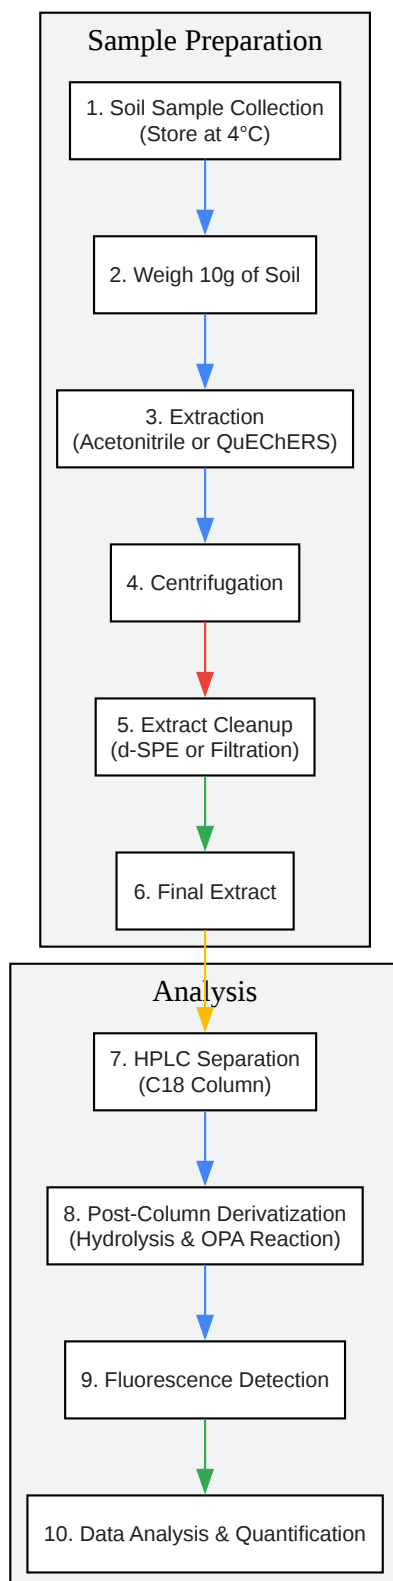 Sample Preparation
1. Soil Sample Collection
(Store at 4°C)
2. Weigh 10g of Soil
3. Extraction
(Acetonitrile or QuEChERS)
4. Centrifugation
5. Extract Cleanup
(d-SPE or Filtration)
6. Final Extract
Analysis
7. HPLC Separation
(C18 Column)
8. Post-Column Derivatization
(Hydrolysis & OPA Reaction)
9. Fluorescence Detection
10. Data Analysis & Quantification